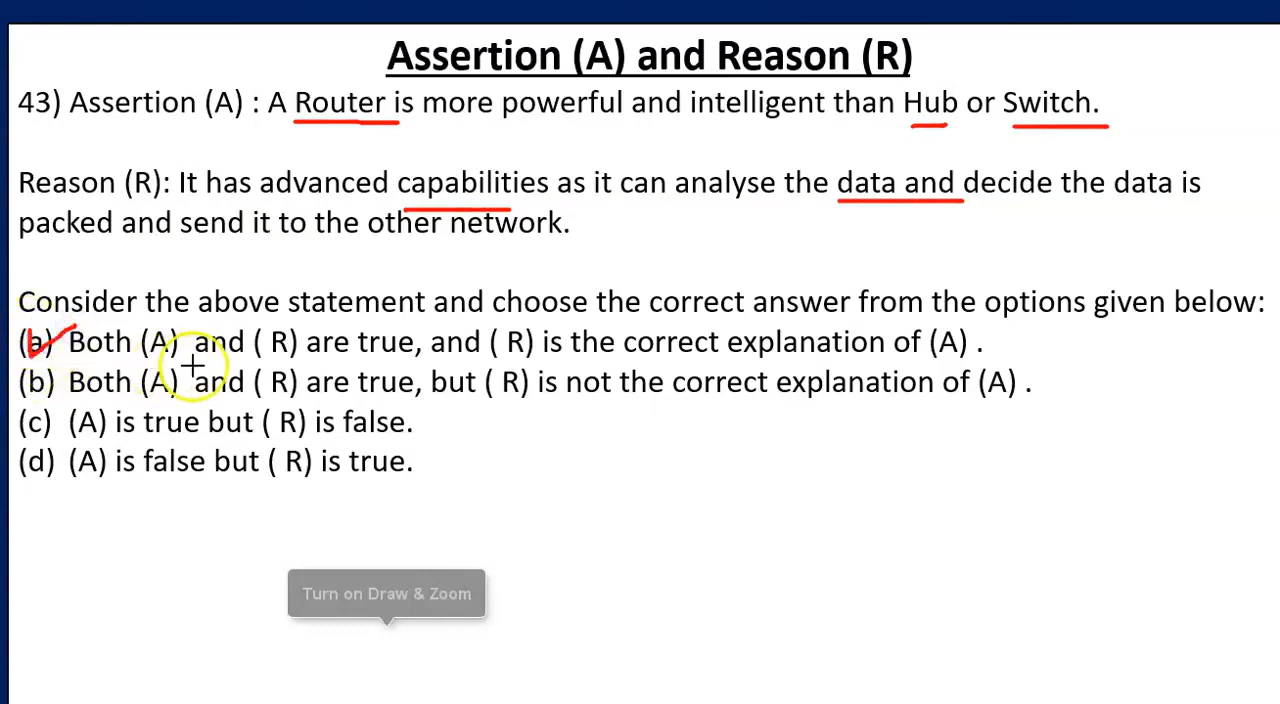 Assertion (A) and Reason (R)
43) Assertion (A) : A Router is more powerful and intelligent than Hub or Switch.
Reason (R): It has advanced capabilities as it can analyse the data and decide the data is
packed and send it to the other network.
Consider the above statement and choose the correct answer from the options given below:
(a) Both (A) and ( R) are true, and ( R) is the correct explanation of (A) .
(b) Both (A) and ( R) are true, but ( R) is not the correct explanation of (A) .
(c) (A) is true but ( R) is false.
(d) (A) is false but ( R) is true.
Turn on Draw & Zoom